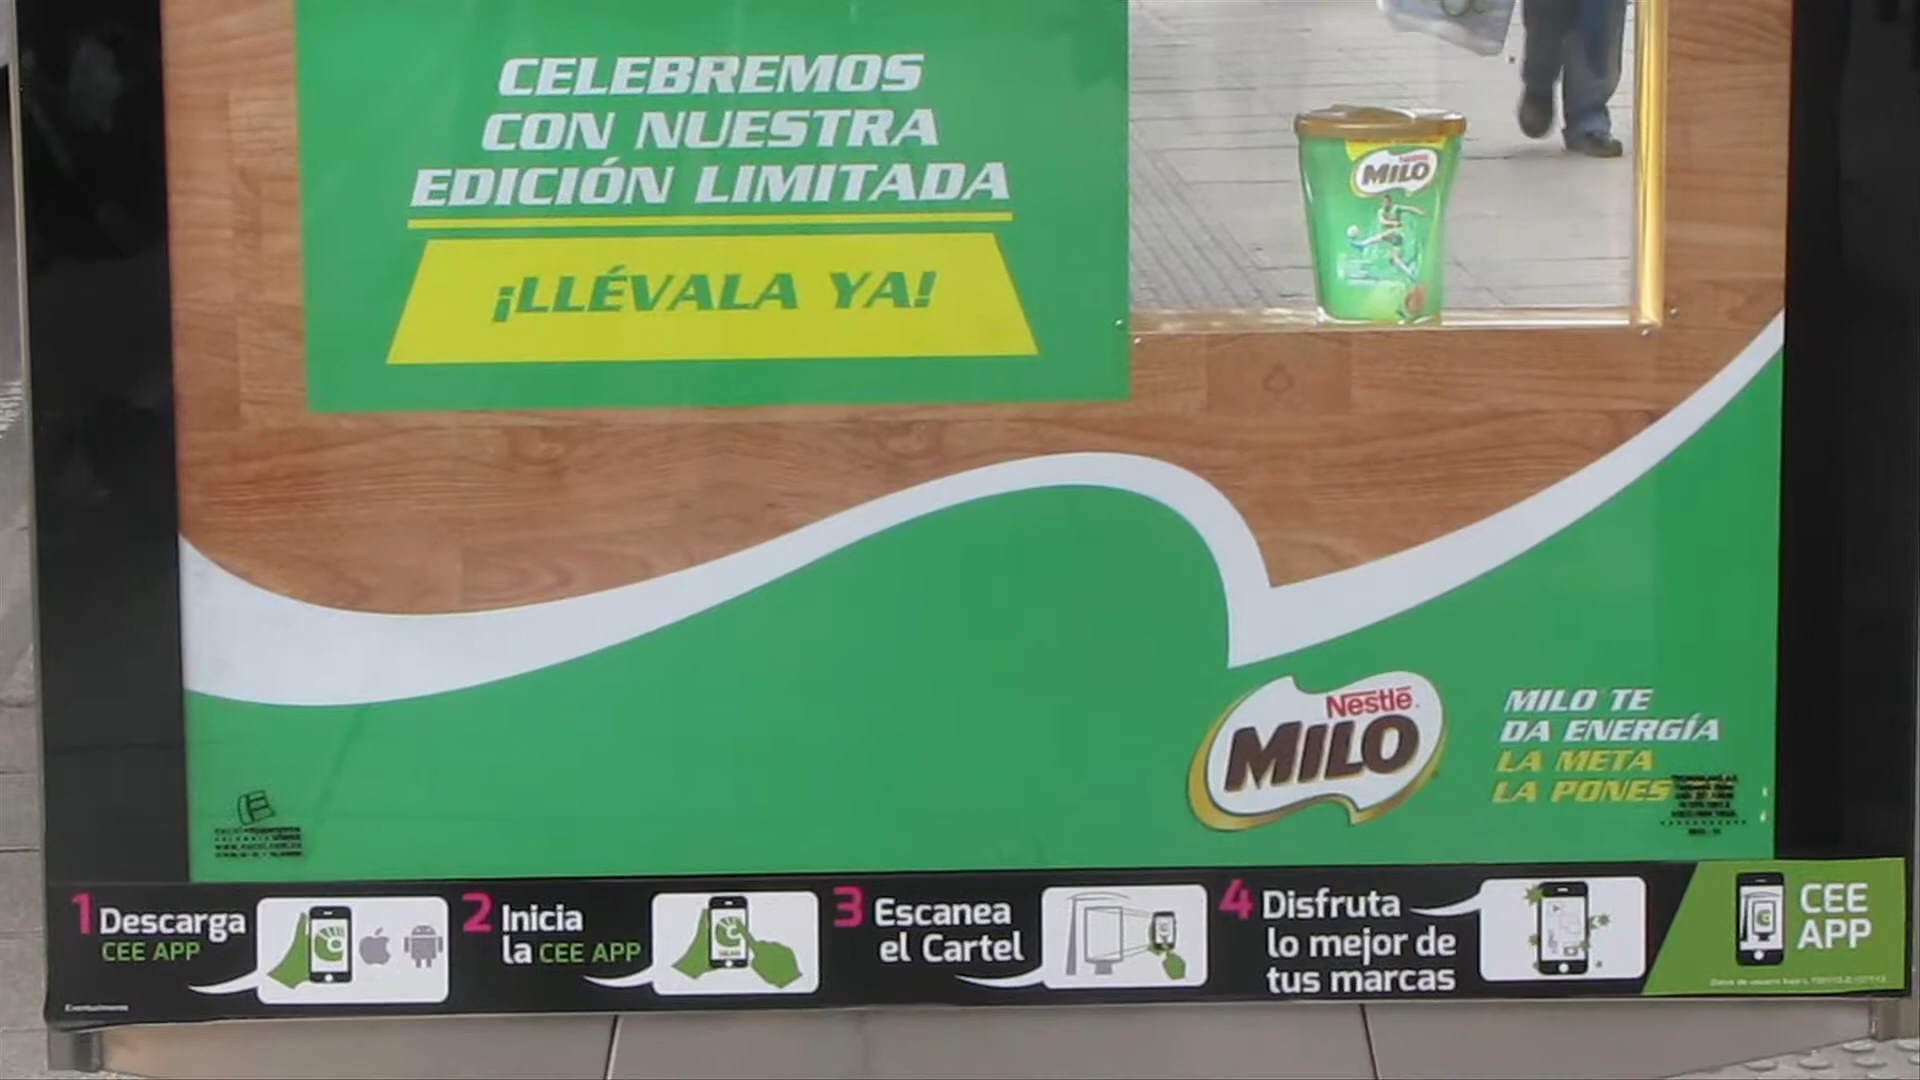 CELEBREMOS
CON NUESTRA
EDICIÓN LIMITADA
¡LLÉVALA YA!
MILO
Nestlé.
MILO
MILO TE
DA ENERGÍA
LA META
LA PONES
1 Descarga
CEE APP
2 Inicia
la CEE APP
3 Escanea
el Cartel
4 Disfruta
lo mejor de
tus marcas
CEE
APP